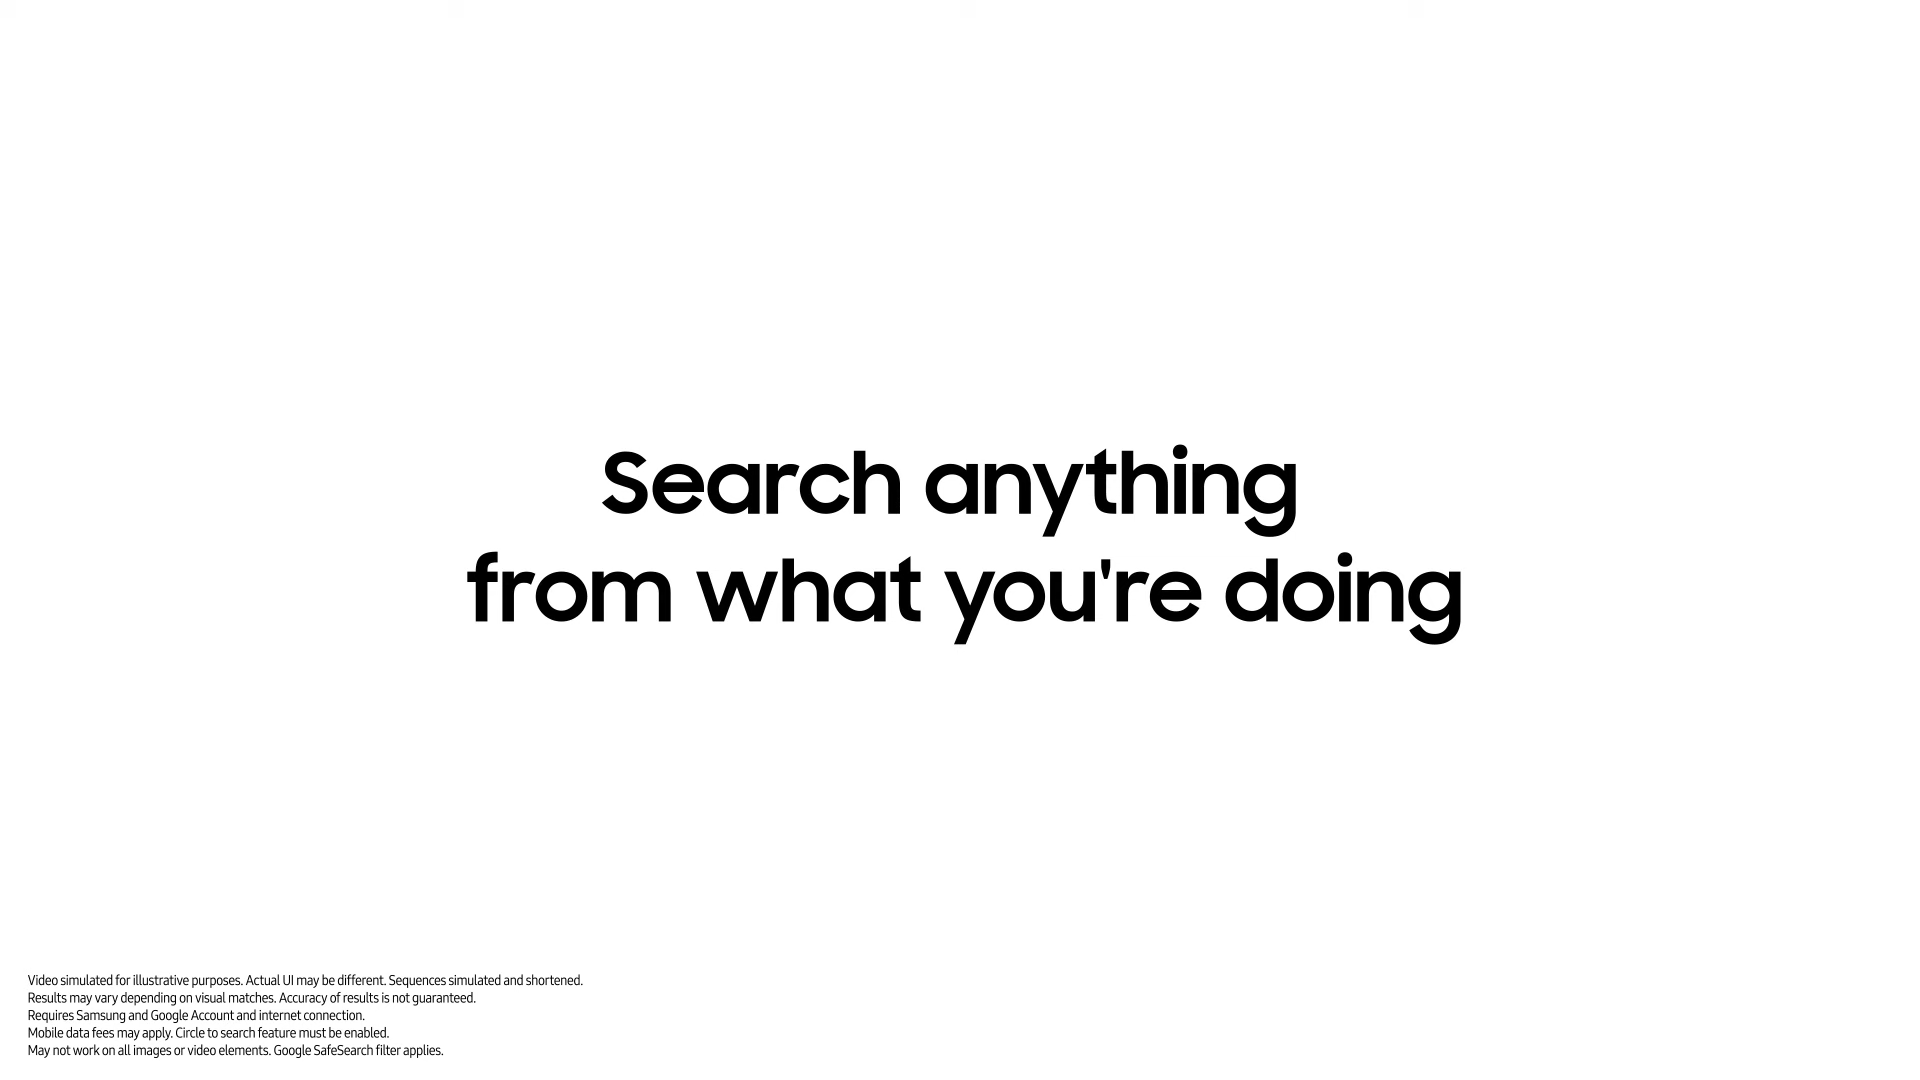 Search anything
from what you're doing
Video simulated for illustrative purposes. Actual UI may be different. Sequences simulated and shortened.
Results may vary depending on visual matches. Accuracy of results is not guaranteed.
Requires Samsung and Google Account and internet connection.
Mobile data fees may apply. Circle to search feature must be enabled.
May not work on all images or video elements. Google SafeSearch filter applies.